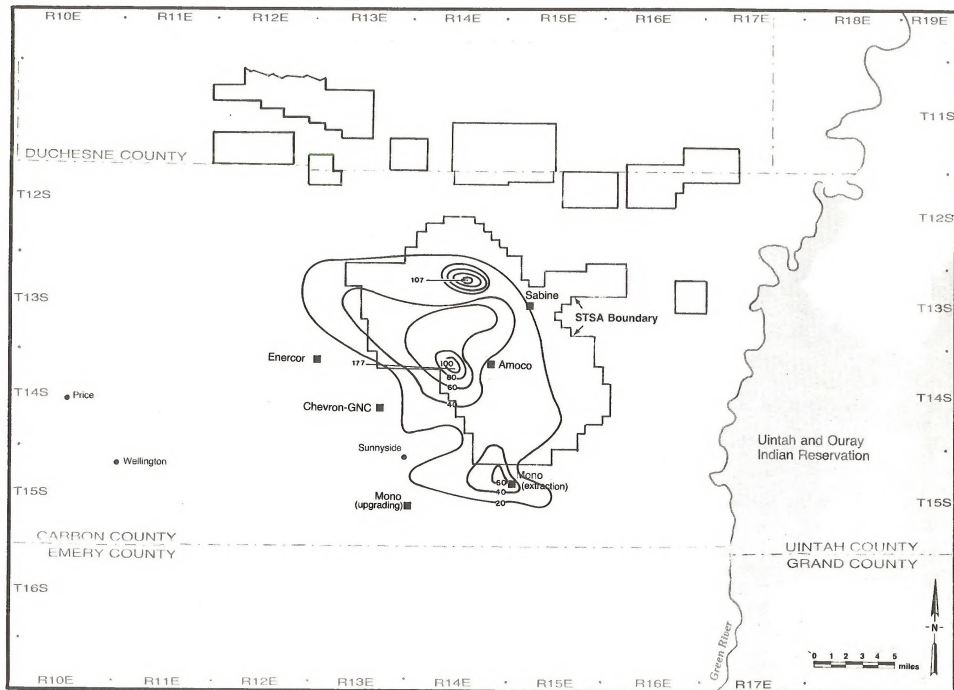 R10E R11E R12E R13E R14E R15E R16E R17E R18E R19E
T11S
DUCHESNE COUNTY
T12S
T12S
107
Sabine
T13S
T13S
STSA Boundary
Enercor
177
100
80
60
40
Amoco
Price
Chevron-GNC
T14S
T14S
Sunnyside
Wellington
Uintah and Ouray
Indian Reservation
Mono
(extraction)
60
40
20
T15S
T15S
Mono
(upgrading)
CARBON COUNTY
EMERY COUNTY
UINTAH COUNTY
GRAND COUNTY
T16S
N
Green River
0 1 2 3 4 5
miles
R10E R11E R12E R13E R14E R15E R16E R17E